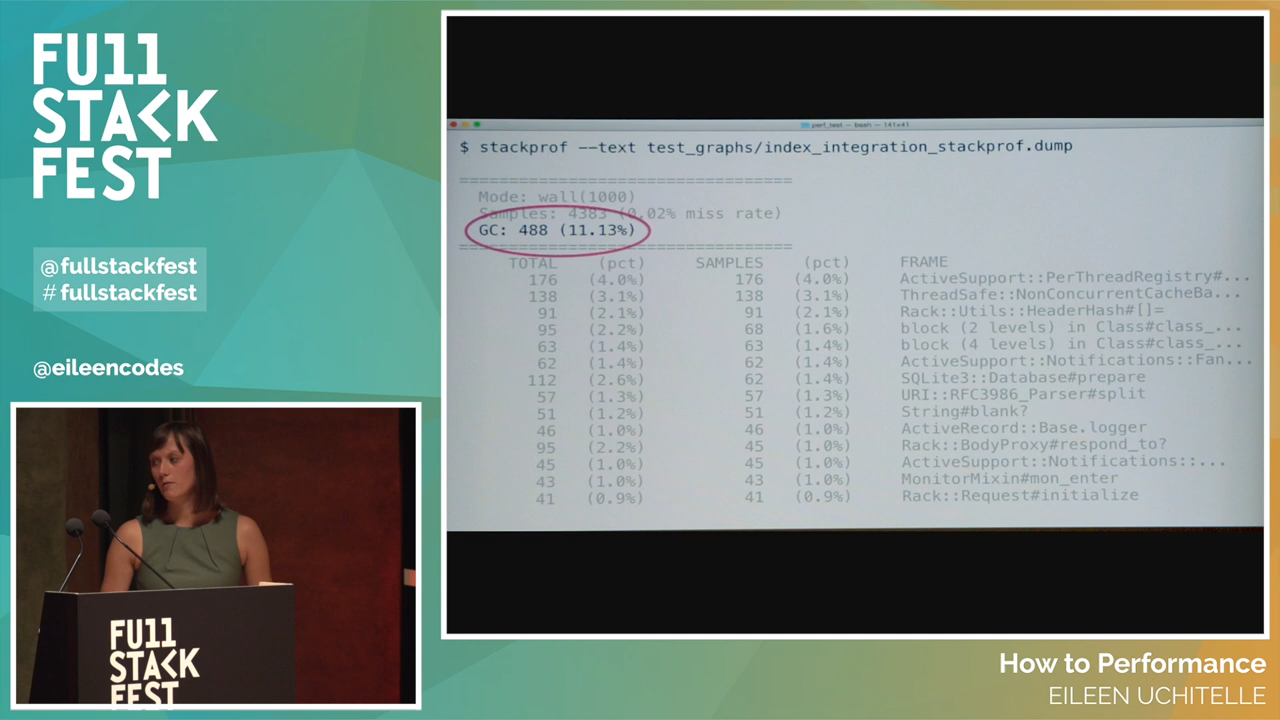 FU11
STACK
FEST
@fullstackfest
# fullstackfest
@eileencodes
FU11
STACK
FEST
perf_test — bash — 141×41
$ stackprof --text test_graphs/index_integration_stackprof.dump
==================================
Mode: wall(1000)
Samples: 4383 (0.02% miss rate)
GC: 488 (11.13%)
==================================
TOTAL (pct) SAMPLES (pct) FRAME
176 (4.0%) 176 (4.0%) ActiveSupport::PerThreadRegistry#...
138 (3.1%) 138 (3.1%) ThreadSafe::NonConcurrentCacheBa...
91 (2.1%) 91 (2.1%) Rack::Utils::HeaderHash#[]=
95 (2.2%) 68 (1.6%) block (2 levels) in Class#class_...
63 (1.4%) 63 (1.4%) block (4 levels) in Class#class_...
62 (1.4%) 62 (1.4%) ActiveSupport::Notifications::Fan...
112 (2.6%) 62 (1.4%) SQLite3::Database#prepare
57 (1.3%) 57 (1.3%) URI::RFC3986_Parser#split
51 (1.2%) 51 (1.2%) String#blank?
46 (1.0%) 46 (1.0%) ActiveRecord::Base.logger
95 (2.2%) 45 (1.0%) Rack::BodyProxy#respond_to?
45 (1.0%) 45 (1.0%) ActiveSupport::Notifications::...
43 (1.0%) 43 (1.0%) MonitorMixin#mon_enter
41 (0.9%) 41 (0.9%) Rack::Request#initialize
How to Performance
EILEEN UCHITELLE